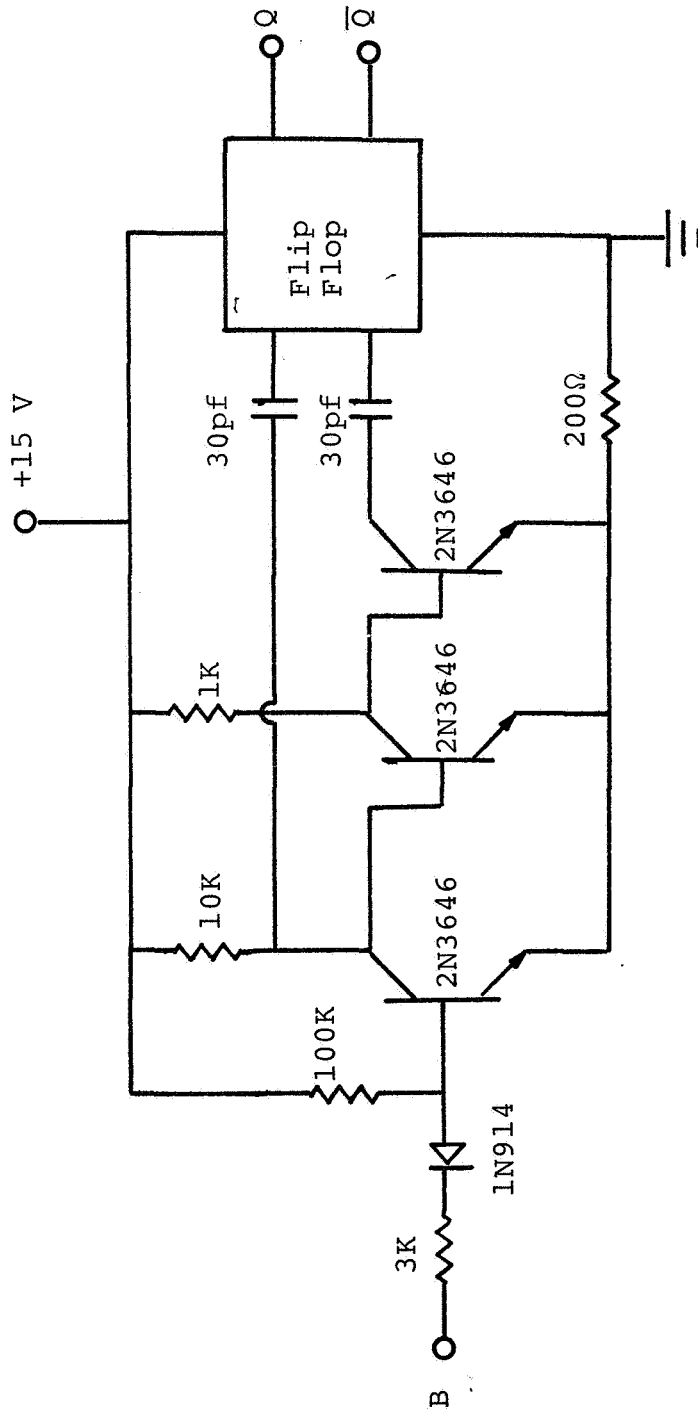 +15 V
Q
Q̅
Flip
Flop
30pf
30pf
1K
10K
100K
2N3646
2N3646
2N3646
200Ω
1N914
3K
B